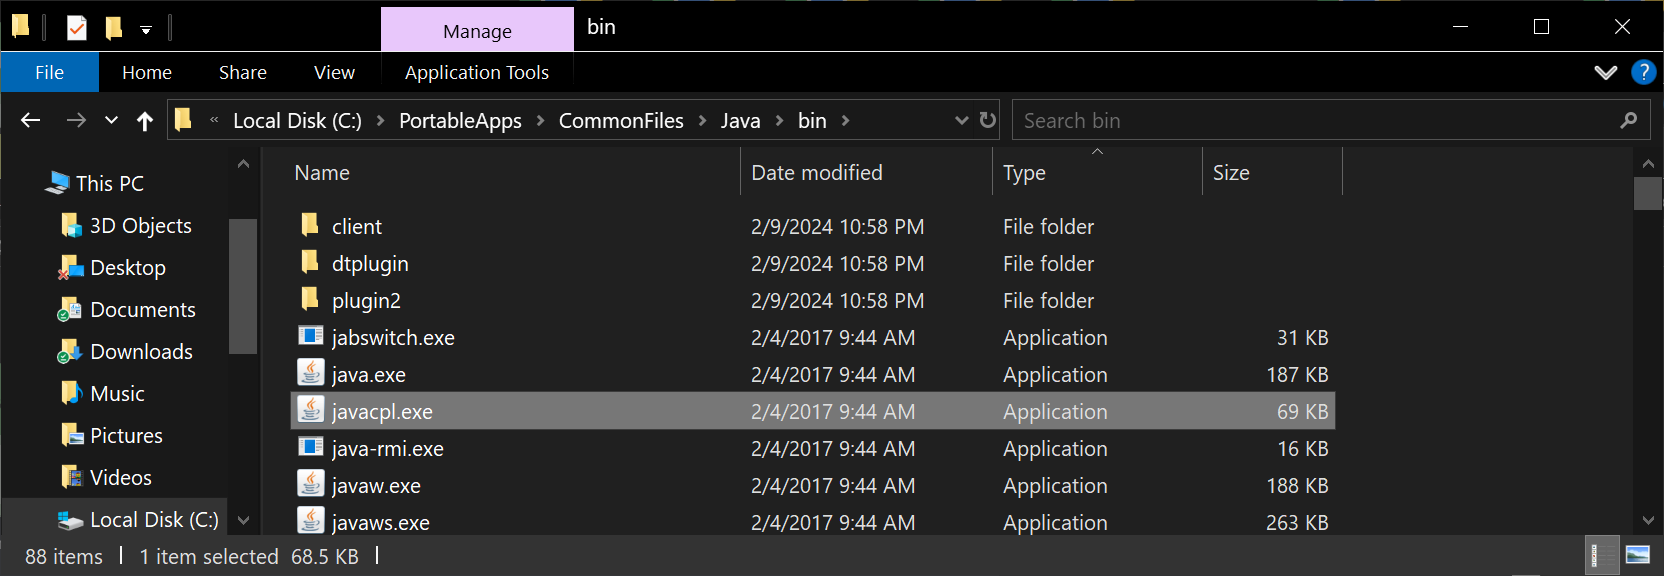 Manage bin
File Home Share View Application Tools
« Local Disk (C:) PortableApps CommonFiles Java bin Search bin
This PC
3D Objects
Desktop
Documents
Downloads
Music
Pictures
Videos
Local Disk (C:)
Name Date modified Type Size
client 2/9/2024 10:58 PM File folder
dtplugin 2/9/2024 10:58 PM File folder
plugin2 2/9/2024 10:58 PM File folder
jabswitch.exe 2/4/2017 9:44 AM Application 31 KB
java.exe 2/4/2017 9:44 AM Application 187 KB
javacpl.exe 2/4/2017 9:44 AM Application 69 KB
java-rmi.exe 2/4/2017 9:44 AM Application 16 KB
javaw.exe 2/4/2017 9:44 AM Application 188 KB
javaws.exe 2/4/2017 9:44 AM Application 263 KB
88 items 1 item selected 68.5 KB